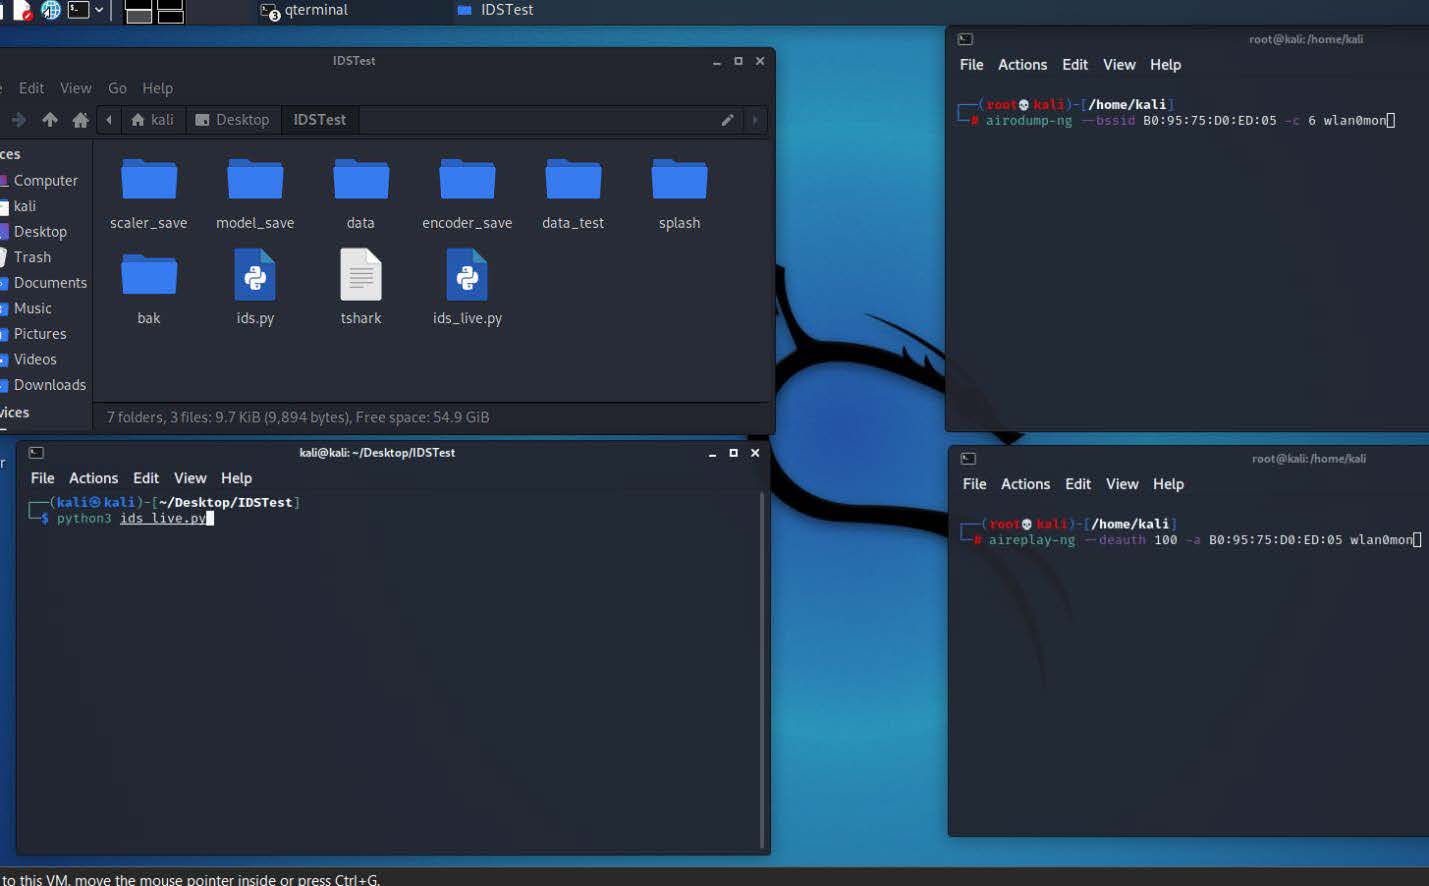 qterminal
3
IDSTest
IDSTest
Edit View Go Help
kali Desktop IDSTest
ces
Computer
kali
Desktop
Trash
Documents
Music
Pictures
Videos
Downloads
vices
scaler_save model_save data encoder_save data_test splash
bak ids.py tshark ids_live.py
7 folders, 3 files: 9.7 KiB (9,894 bytes), Free space: 54.9 GiB
kali@kali: ~/Desktop/IDSTest
File Actions Edit View Help
(kali㉿kali)-[~/Desktop/IDSTest]
$ python3 ids_live.py
root@kali: /home/kali
File Actions Edit View Help
(root💀kali)-[/home/kali]
# airodump-ng --bssid B0:95:75:D0:ED:05 -c 6 wlan0mon
root@kali: /home/kali
File Actions Edit View Help
(root💀kali)-[/home/kali]
# aireplay-ng --deauth 100 -a B0:95:75:D0:ED:05 wlan0mon
to this VM, move the mouse pointer inside or press Ctrl+G.